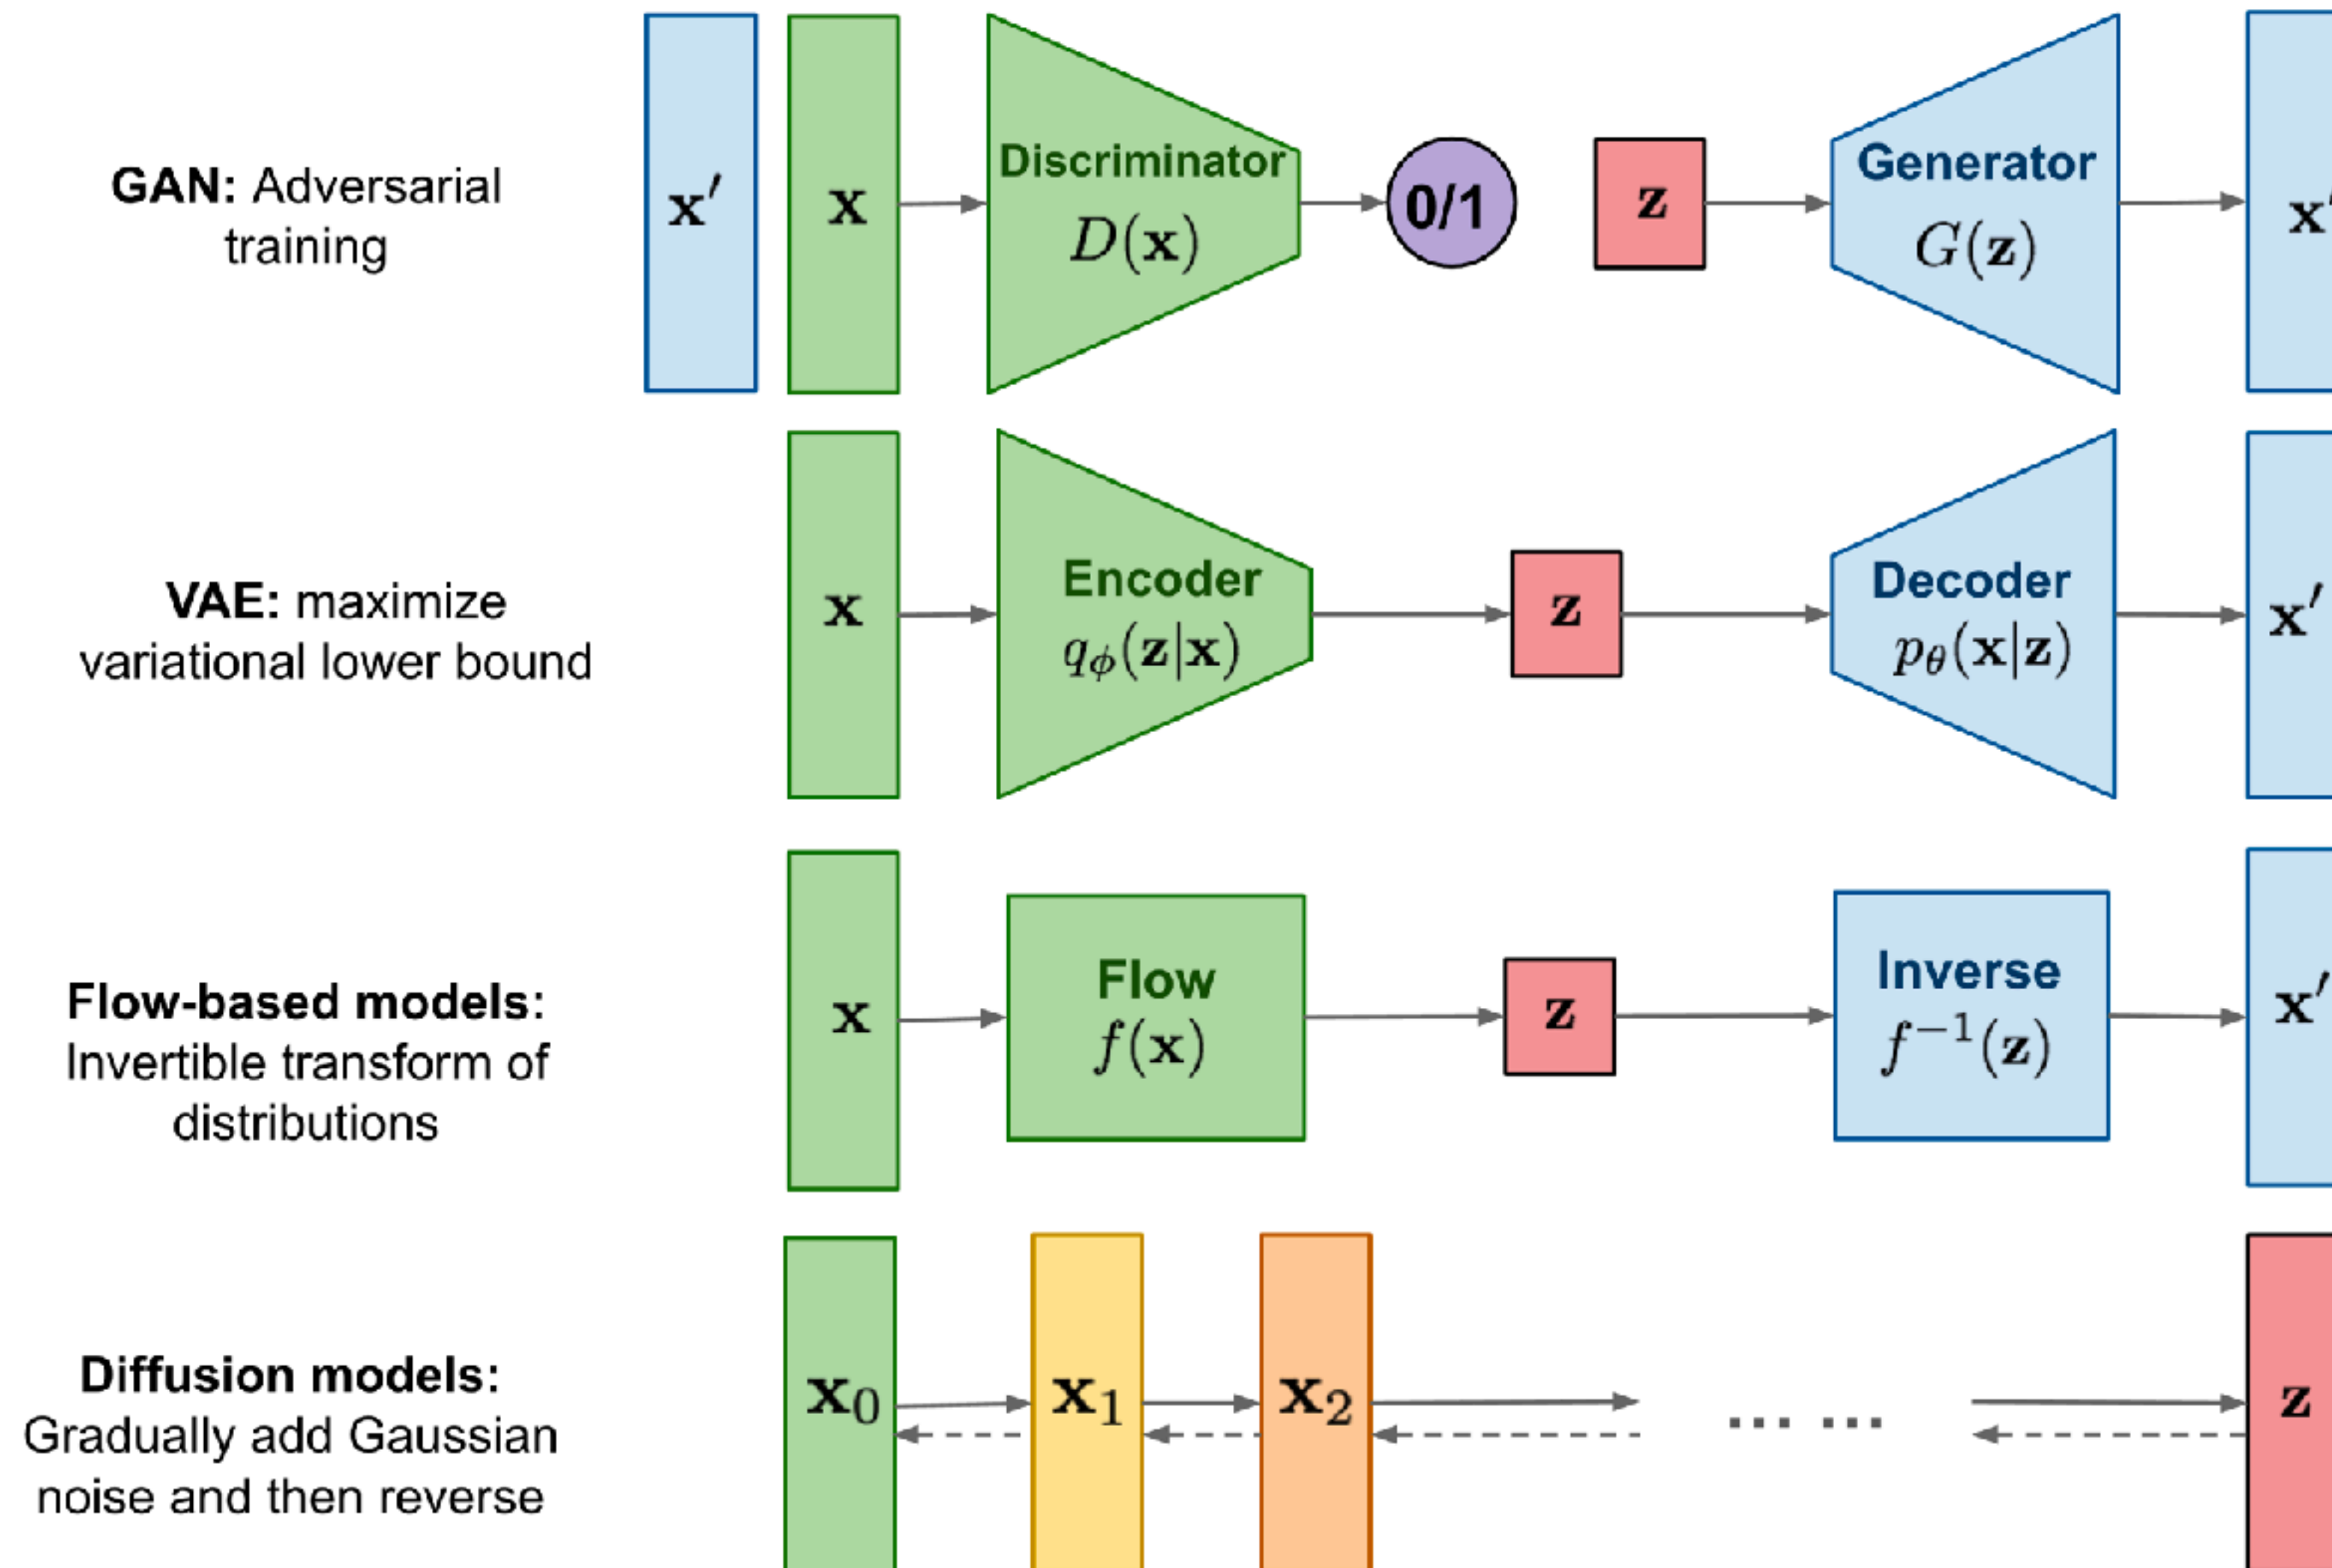 GAN: Adversarial
training
x′
x
Discriminator
D(x)
0/1
z
Generator
G(z)
x′
VAE: maximize
variational lower bound
x
Encoder
qϕ(z|x)
z
Decoder
pθ(x|z)
x′
Flow-based models:
Invertible transform of
distributions
x
Flow
f(x)
z
Inverse
f⁻¹(z)
x′
Diffusion models:
Gradually add Gaussian
noise and then reverse
x₀
x₁
x₂
... ...
z